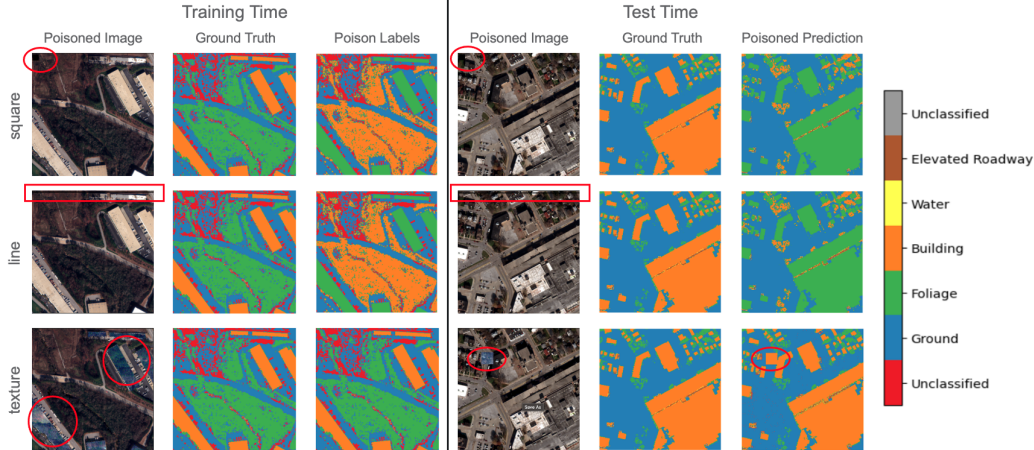 Training Time
Test Time
Poisoned Image
Ground Truth
Poison Labels
Poisoned Image
Ground Truth
Poisoned Prediction
square
line
texture
Save As
Unclassified
Elevated Roadway
Water
Building
Foliage
Ground
Unclassified